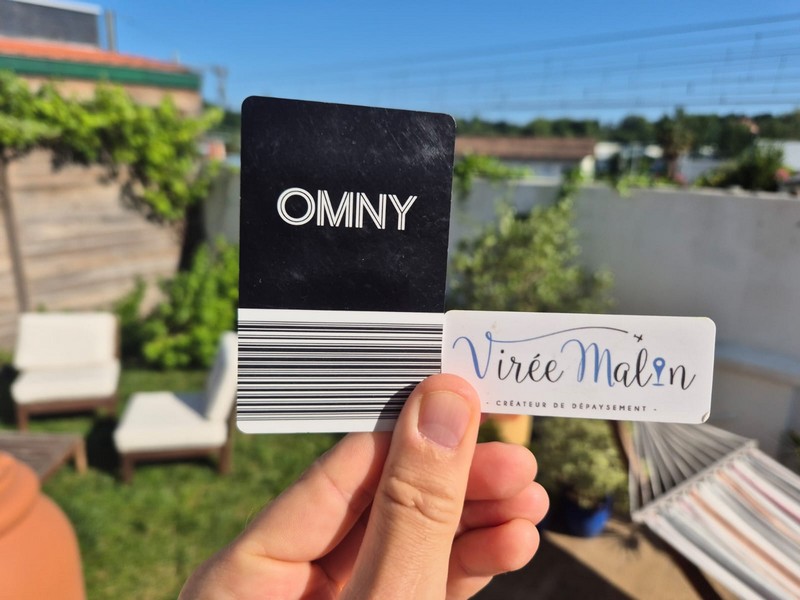 OMNY
Virée Malin
- CRÉATEUR DE DÉPAYSEMENT -